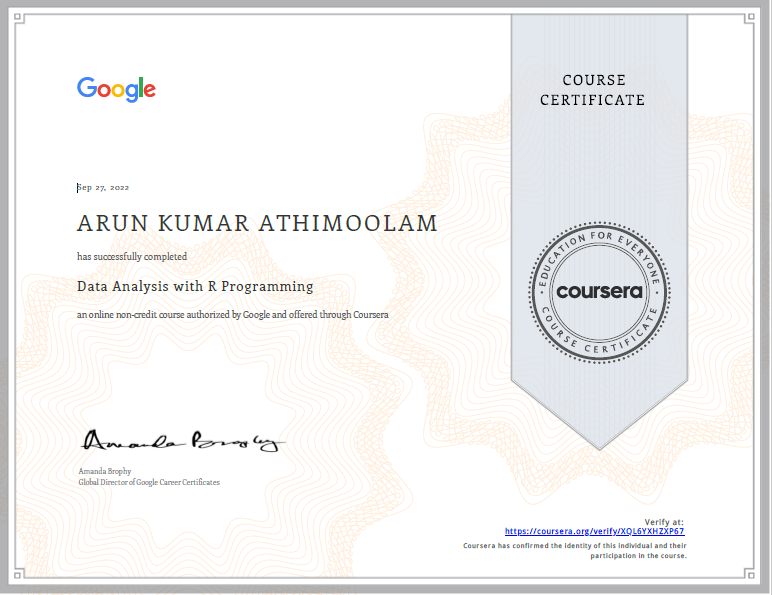 Google
COURSE
CERTIFICATE
Sep 27, 2022
ARUN KUMAR ATHIMOOLAM
has successfully completed
Data Analysis with R Programming
an online non-credit course authorized by Google and offered through Coursera
EDUCATION FOR EVERYONE
coursera
COURSE CERTIFICATE
Amanda Brophy
Amanda Brophy
Global Director of Google Career Certificates
Verify at:
https://coursera.org/verify/XQL6YXHZXP67
Coursera has confirmed the identity of this individual and their
participation in the course.